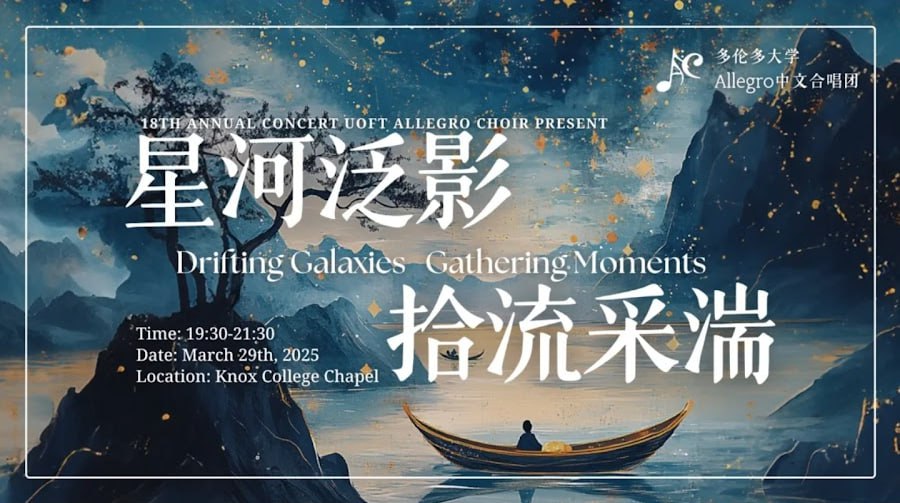 多伦多大学
Allegro中文合唱团
18TH ANNUAL CONCERT UOFT ALLEGRO CHOIR PRESENT
星河泛影
Drifting Galaxies Gathering Moments
拾流采湍
Time: 19:30-21:30
Date: March 29th, 2025
Location: Knox College Chapel